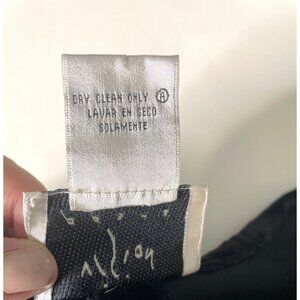 DRY CLEAN ONLY Ⓐ
LAVAR EN SECO
SOLAMENTE